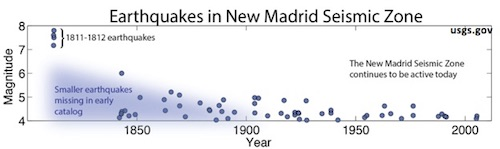 Earthquakes in New Madrid Seismic Zone
usgs.gov
8
7
6
5
4
Magnitude
1811-1812 earthquakes
The New Madrid Seismic Zone
continues to be active today
Smaller earthquakes
missing in early
catalog
1850 1900 1950 2000
Year